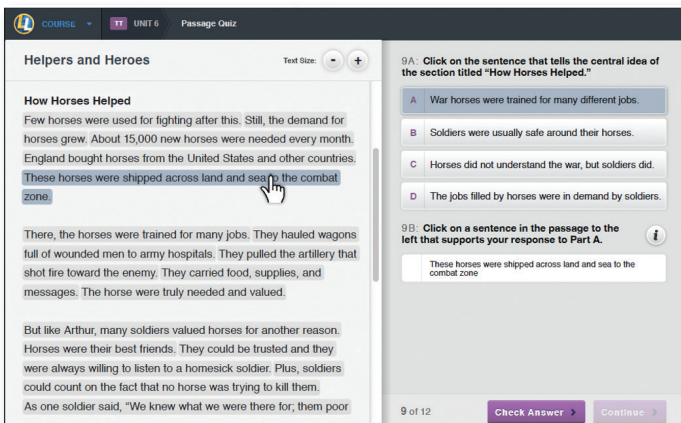 COURSE TT UNIT 6 Passage Quiz
Helpers and Heroes
Text Size: - +
How Horses Helped
Few horses were used for fighting after this. Still, the demand for
horses grew. About 15,000 new horses were needed every month.
England bought horses from the United States and other countries.
These horses were shipped across land and sea to the combat
zone.
There, the horses were trained for many jobs. They hauled wagons
full of wounded men to army hospitals. They pulled the artillery that
shot fire toward the enemy. They carried food, supplies, and
messages. The horse were truly needed and valued.
But like Arthur, many soldiers valued horses for another reason.
Horses were their best friends. They could be trusted and they
were always willing to listen to a homesick soldier. Plus, soldiers
could count on the fact that no horse was trying to kill them.
As one soldier said, “We knew what we were there for; them poor
9A: Click on the sentence that tells the central idea of
the section titled “How Horses Helped.”
A War horses were trained for many different jobs.
B Soldiers were usually safe around their horses.
C Horses did not understand the war, but soldiers did.
D The jobs filled by horses were in demand by soldiers.
9B: Click on a sentence in the passage to the
left that supports your response to Part A.
i
These horses were shipped across land and sea to the
combat zone
9 of 12 Check Answer Continue